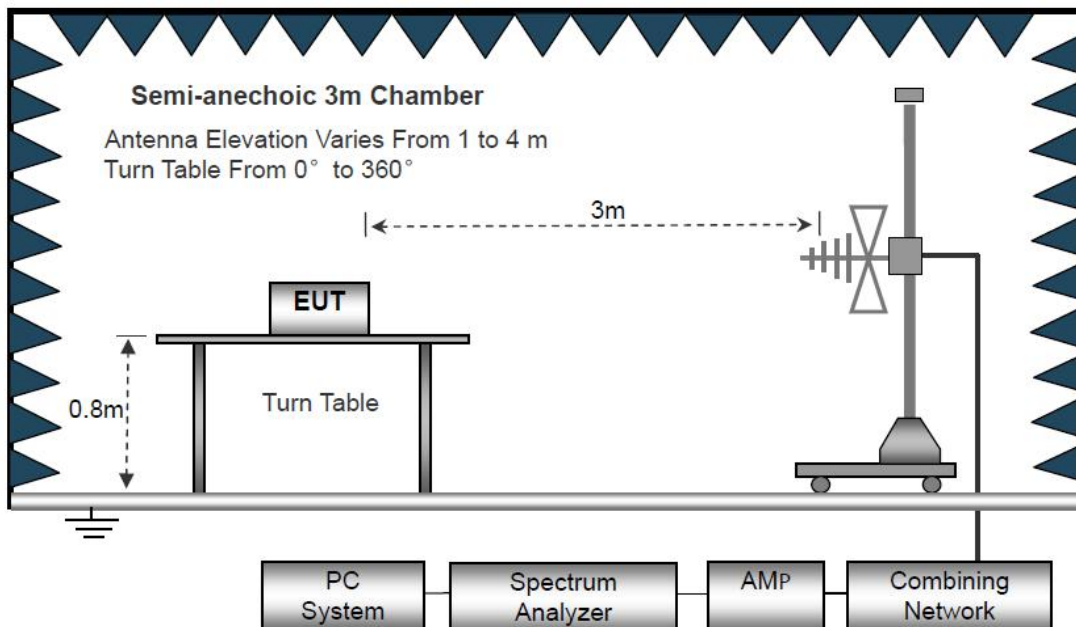 Semi-anechoic 3m Chamber
Antenna Elevation Varies From 1 to 4 m
Turn Table From 0° to 360°
3m
EUT
0.8m
Turn Table
PC
System
Spectrum
Analyzer
AMP
Combining
Network